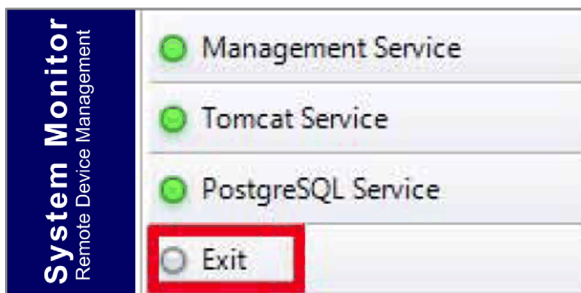 System Monitor
Remote Device Management
Management Service
Tomcat Service
PostgreSQL Service
Exit